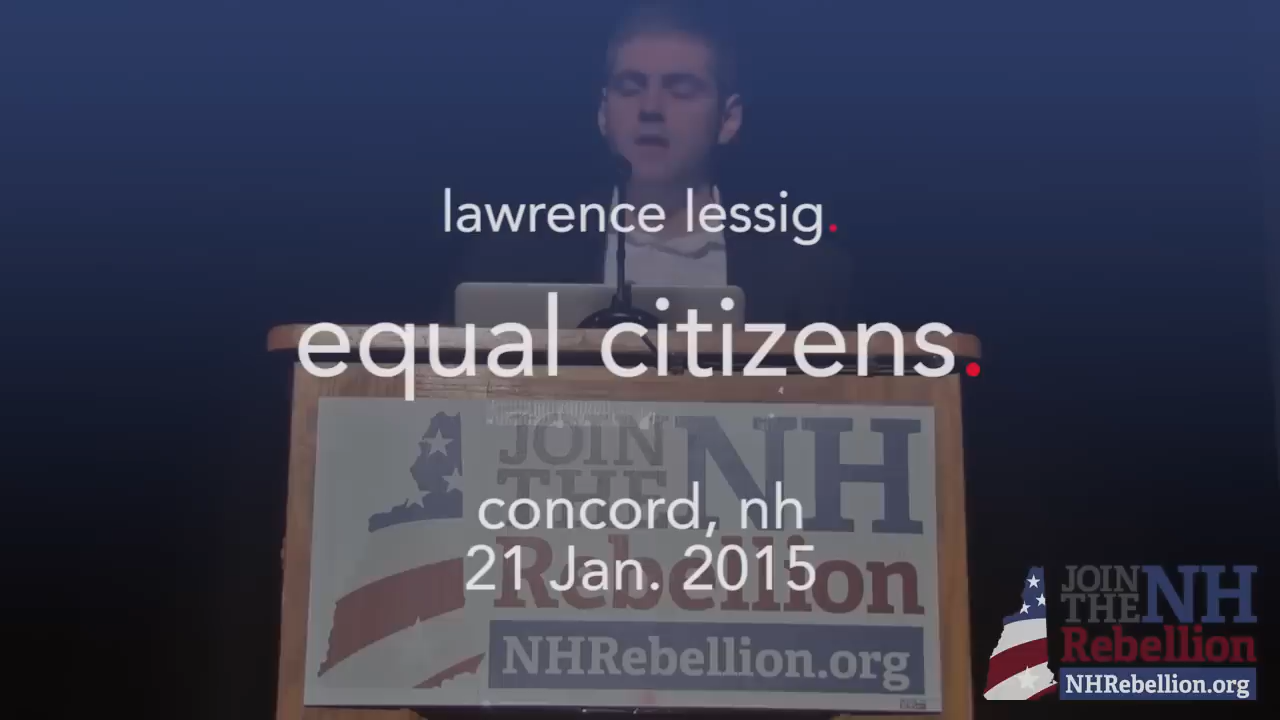 lawrence lessig.
equal citizens.
JOIN
THE NH
concord, nh
Rebellion
21 Jan. 2015
NHRebellion.org
JOIN
THE NH
Rebellion
NHRebellion.org